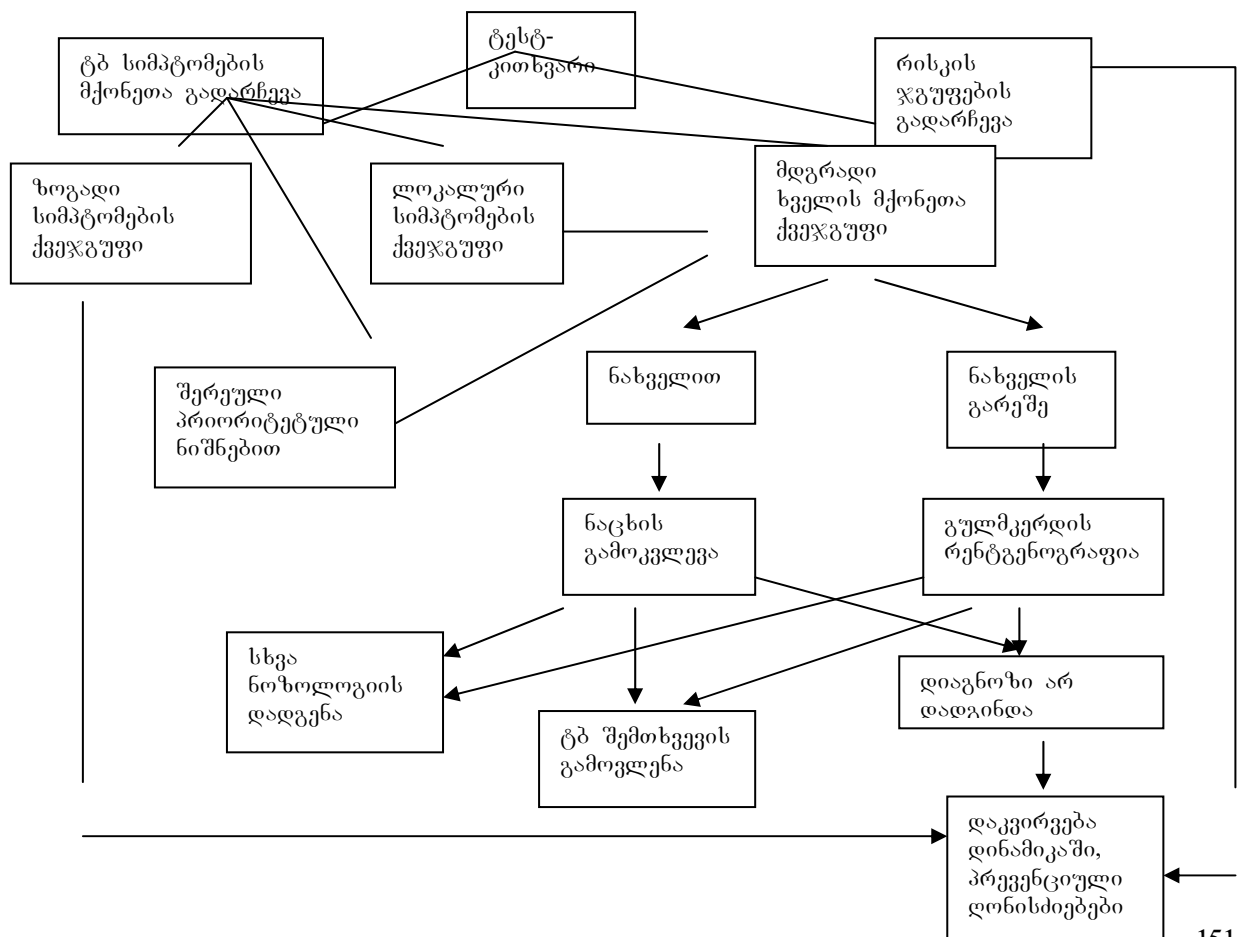 ტბ სიმპტომების
მქონეთა გადარჩევა
ტესტ-
კითხვარი
რისკის
ჯგუფების
გადარჩევა
ზოგადი
სიმპტომების
ქვეჯგუფი
ლოკალური
სიმპტომების
ქვეჯგუფი
მდგრადი
ხველის მქონეთა
ქვეჯგუფი
შერეული
პრიორიტეტული
ნიშნებით
ნახველით
ნახველის
გარეშე
ნაცხის
გამოკვლევა
გულმკერდის
რენტგენოგრაფია
სხვა
ნოზოლოგიის
დადგენა
ტბ შემთხვევის
გამოვლენა
დიაგნოზი არ
დადგინდა
დაკვირვება
დინამიკაში,
პრევენციული
ღონისძიებები
151